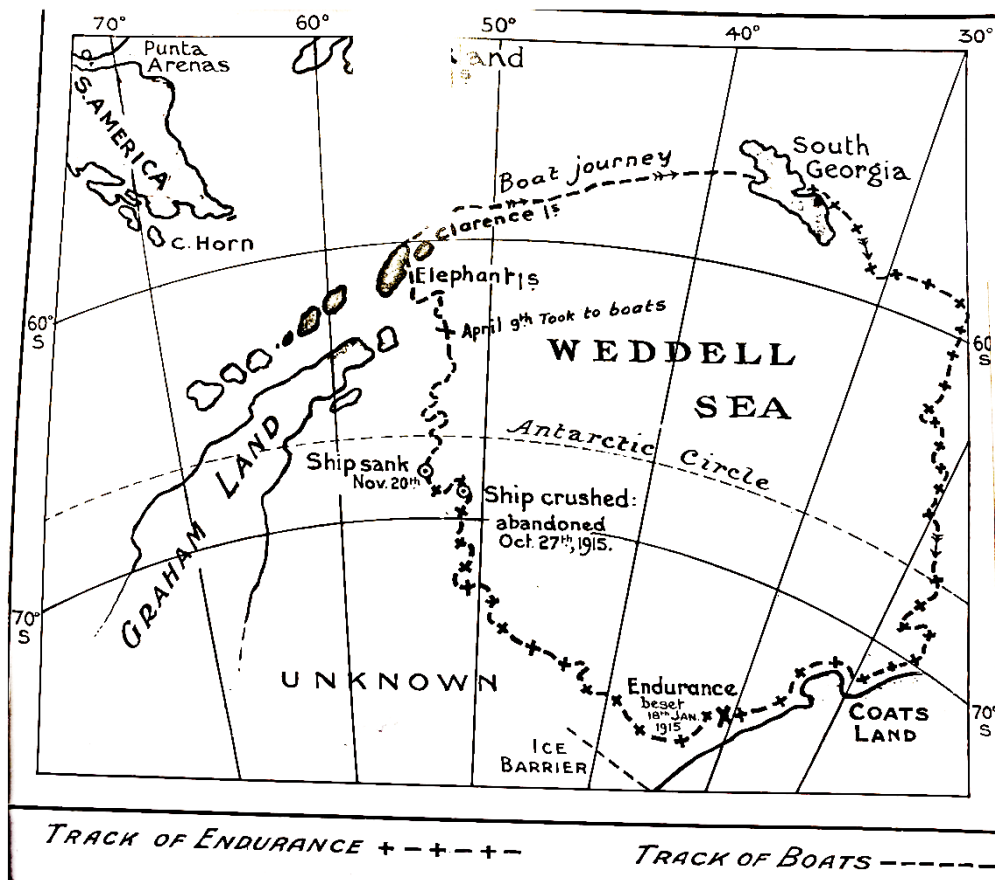 70° 60° 50° 40° 30°
Punta
Arenas
and
S. AMERICA
C. Horn
Boat journey
South
Georgia
Clarence Is.
Elephant Is.
60°
S
April 9th Took to boats
60
S
WEDDELL
SEA
Antarctic Circle
GRAHAM LAND
Ship sank
Nov. 20th
Ship crushed:
abandoned
Oct. 27th, 1915.
70°
S
UNKNOWN
Endurance
beset
18TH JAN.
1915
COATS
LAND
70°
S
ICE
BARRIER
TRACK OF ENDURANCE +-+-+-
TRACK OF BOATS ------